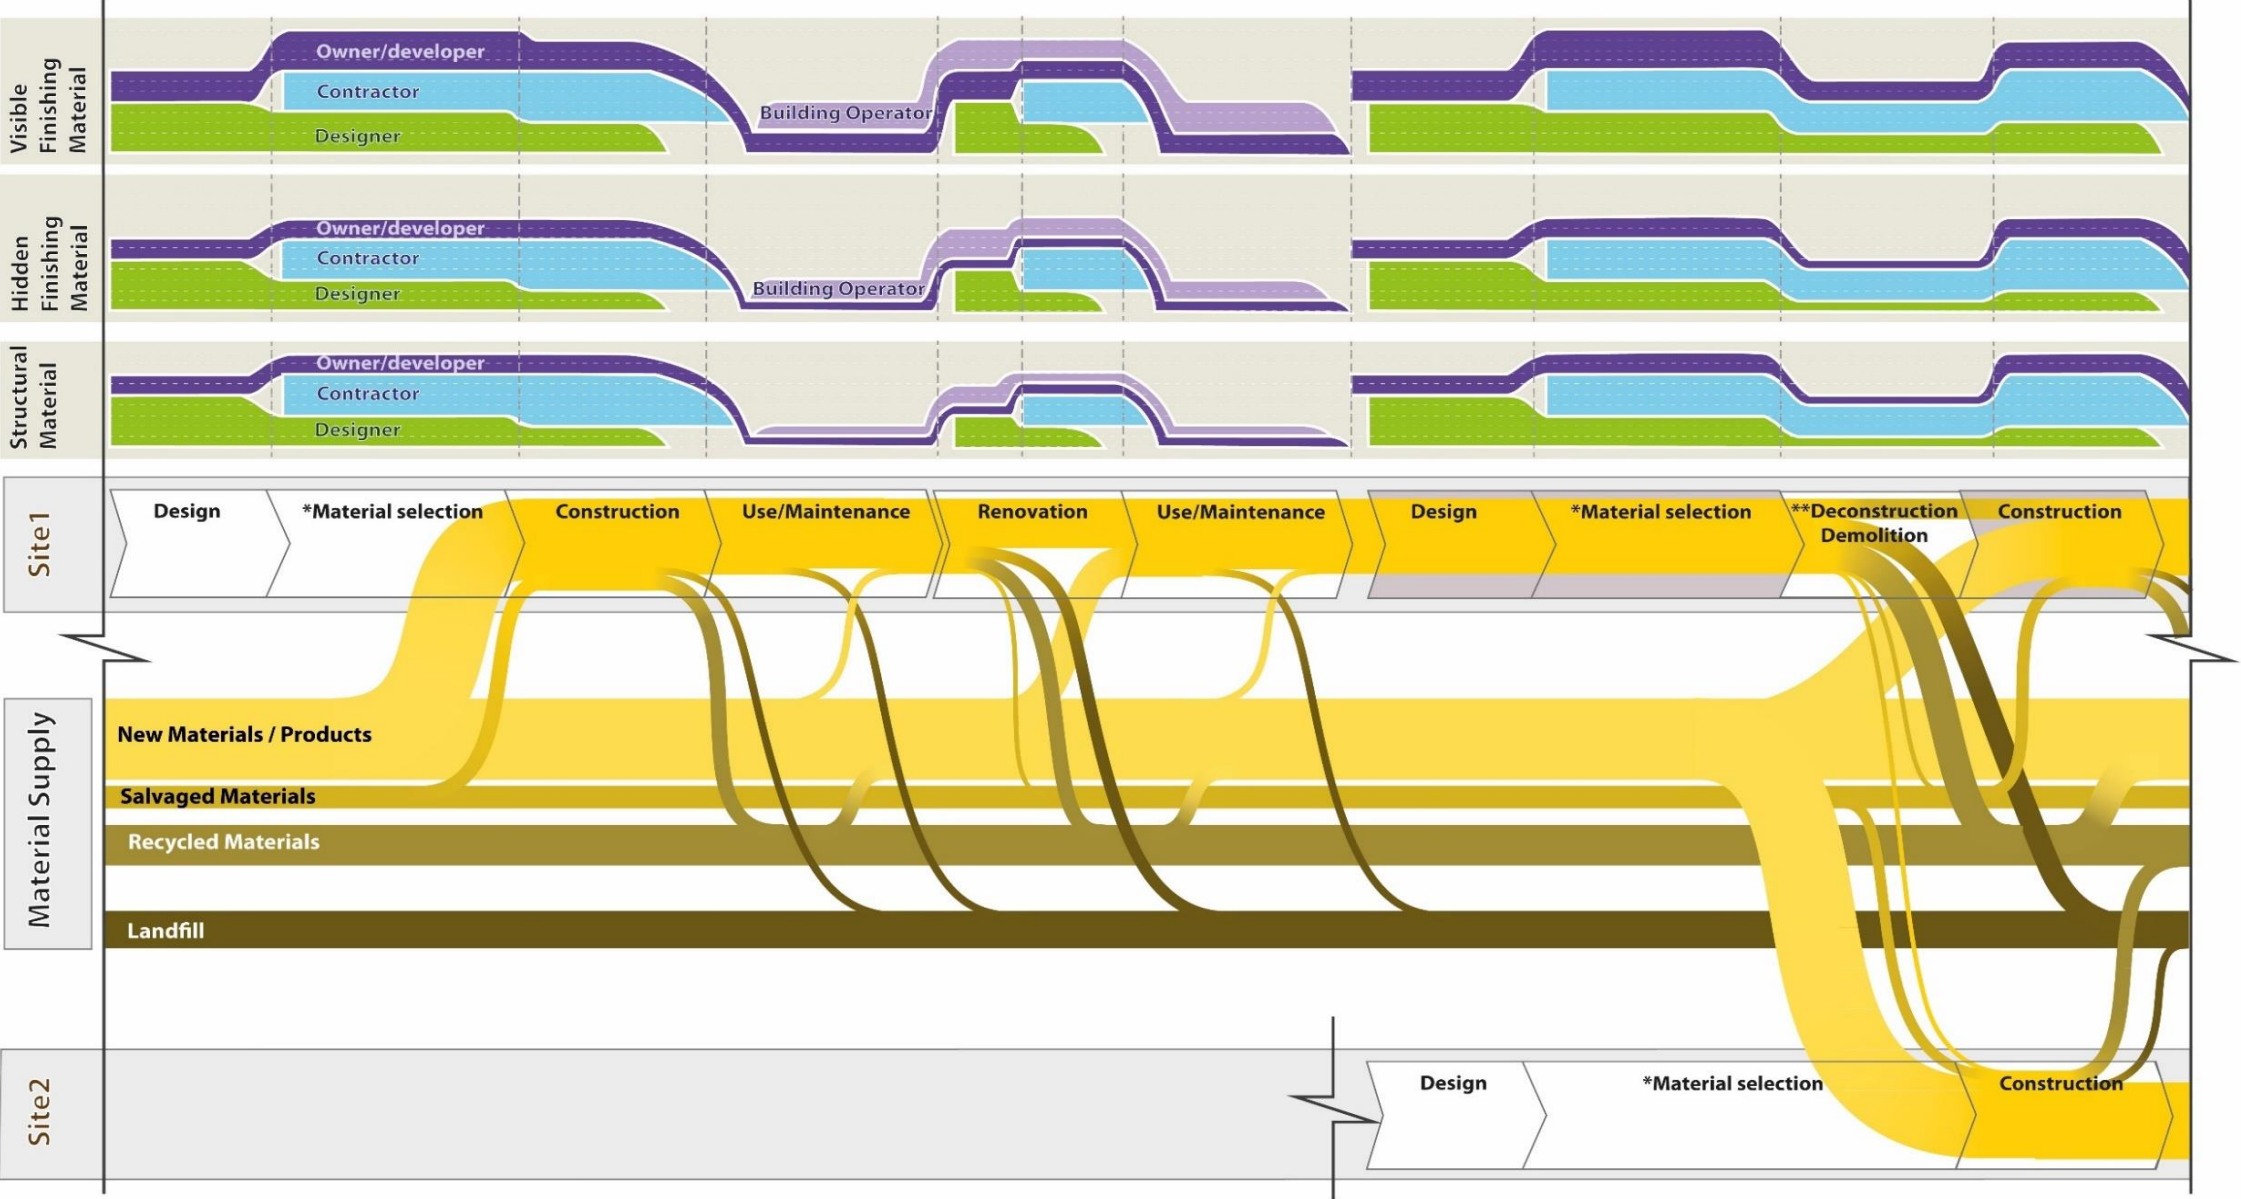 Visible
Finishing
Material
Owner/developer
Contractor
Designer
Building Operator
Hidden
Finishing
Material
Owner/developer
Contractor
Designer
Building Operator
Structural
Material
Owner/developer
Contractor
Designer
Site1
Design
*Material selection
Construction
Use/Maintenance
Renovation
Use/Maintenance
Design
*Material selection
**Deconstruction
Demolition
Construction
Material Supply
New Materials / Products
Salvaged Materials
Recycled Materials
Landfill
Site2
Design
*Material selection
Construction